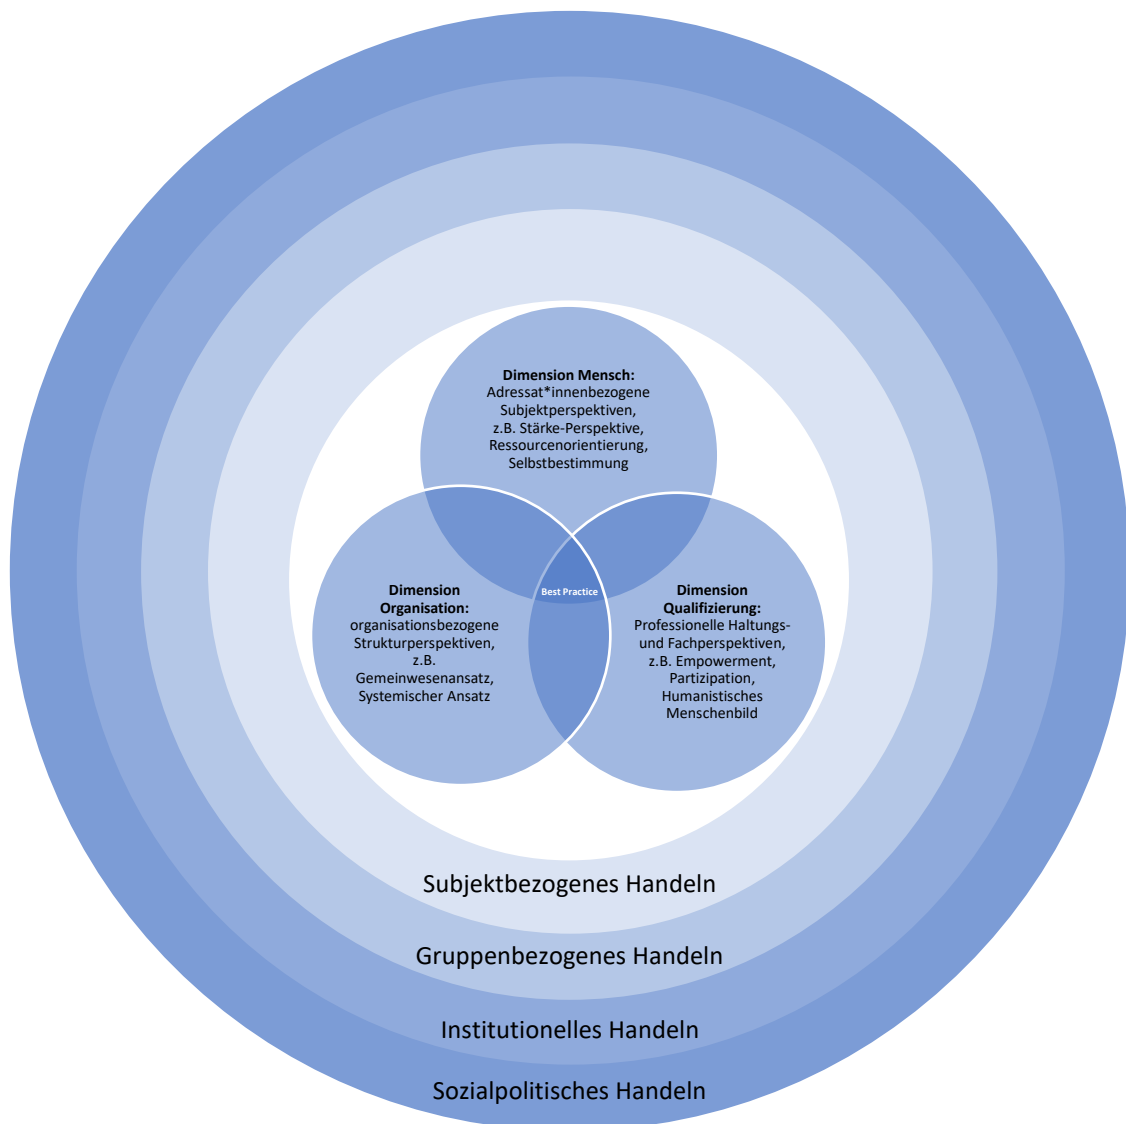 Dimension Mensch:
Adressat*innenbezogene
Subjektperspektiven,
z.B. Stärke-Perspektive,
Ressourcenorientierung,
Selbstbestimmung
Dimension
Organisation:
organisationsbezogene
Strukturperspektiven,
z.B.
Gemeinwesenansatz,
Systemischer Ansatz
Best Practice
Dimension
Qualifizierung:
Professionelle Haltungs-
und Fachperspektiven,
z.B. Empowerment,
Partizipation,
Humanistisches
Menschenbild
Subjektbezogenes Handeln
Gruppenbezogenes Handeln
Institutionelles Handeln
Sozialpolitisches Handeln